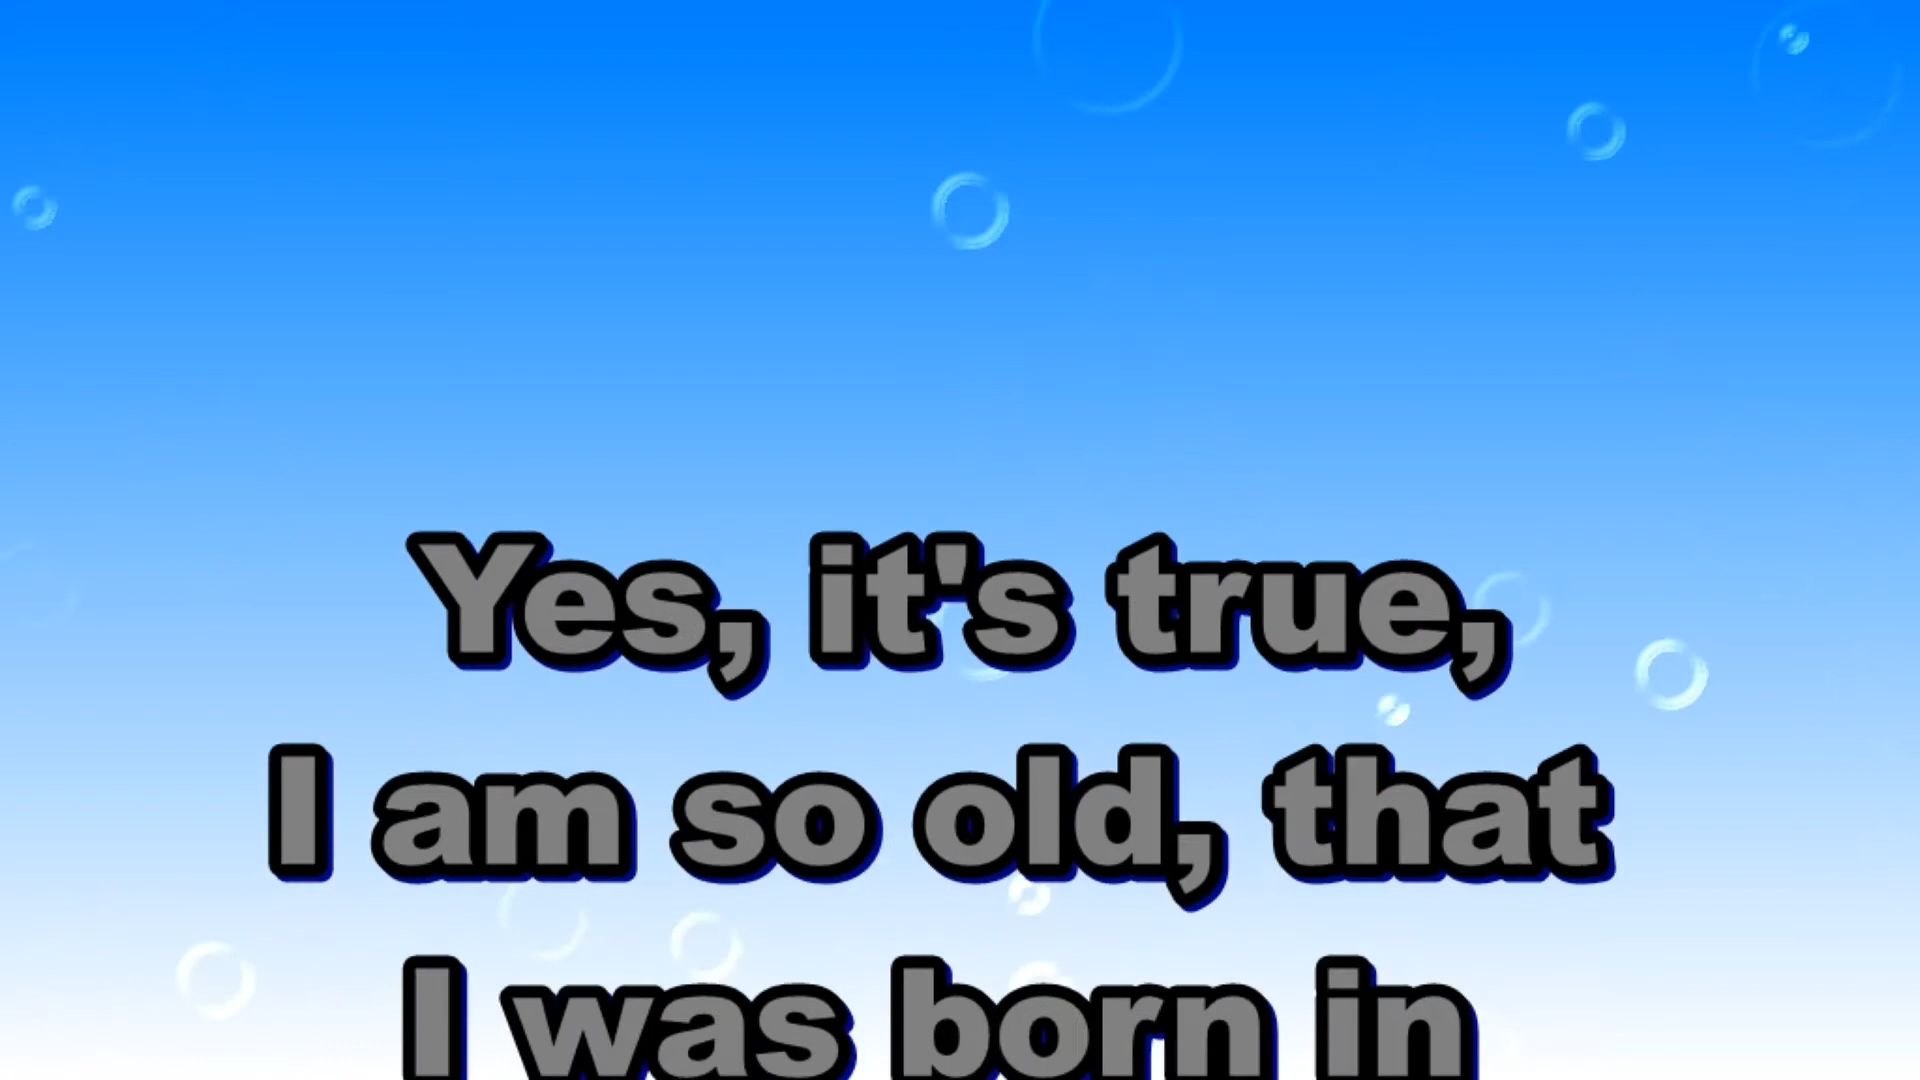 Yes, it's true,
I am so old, that
I was born in